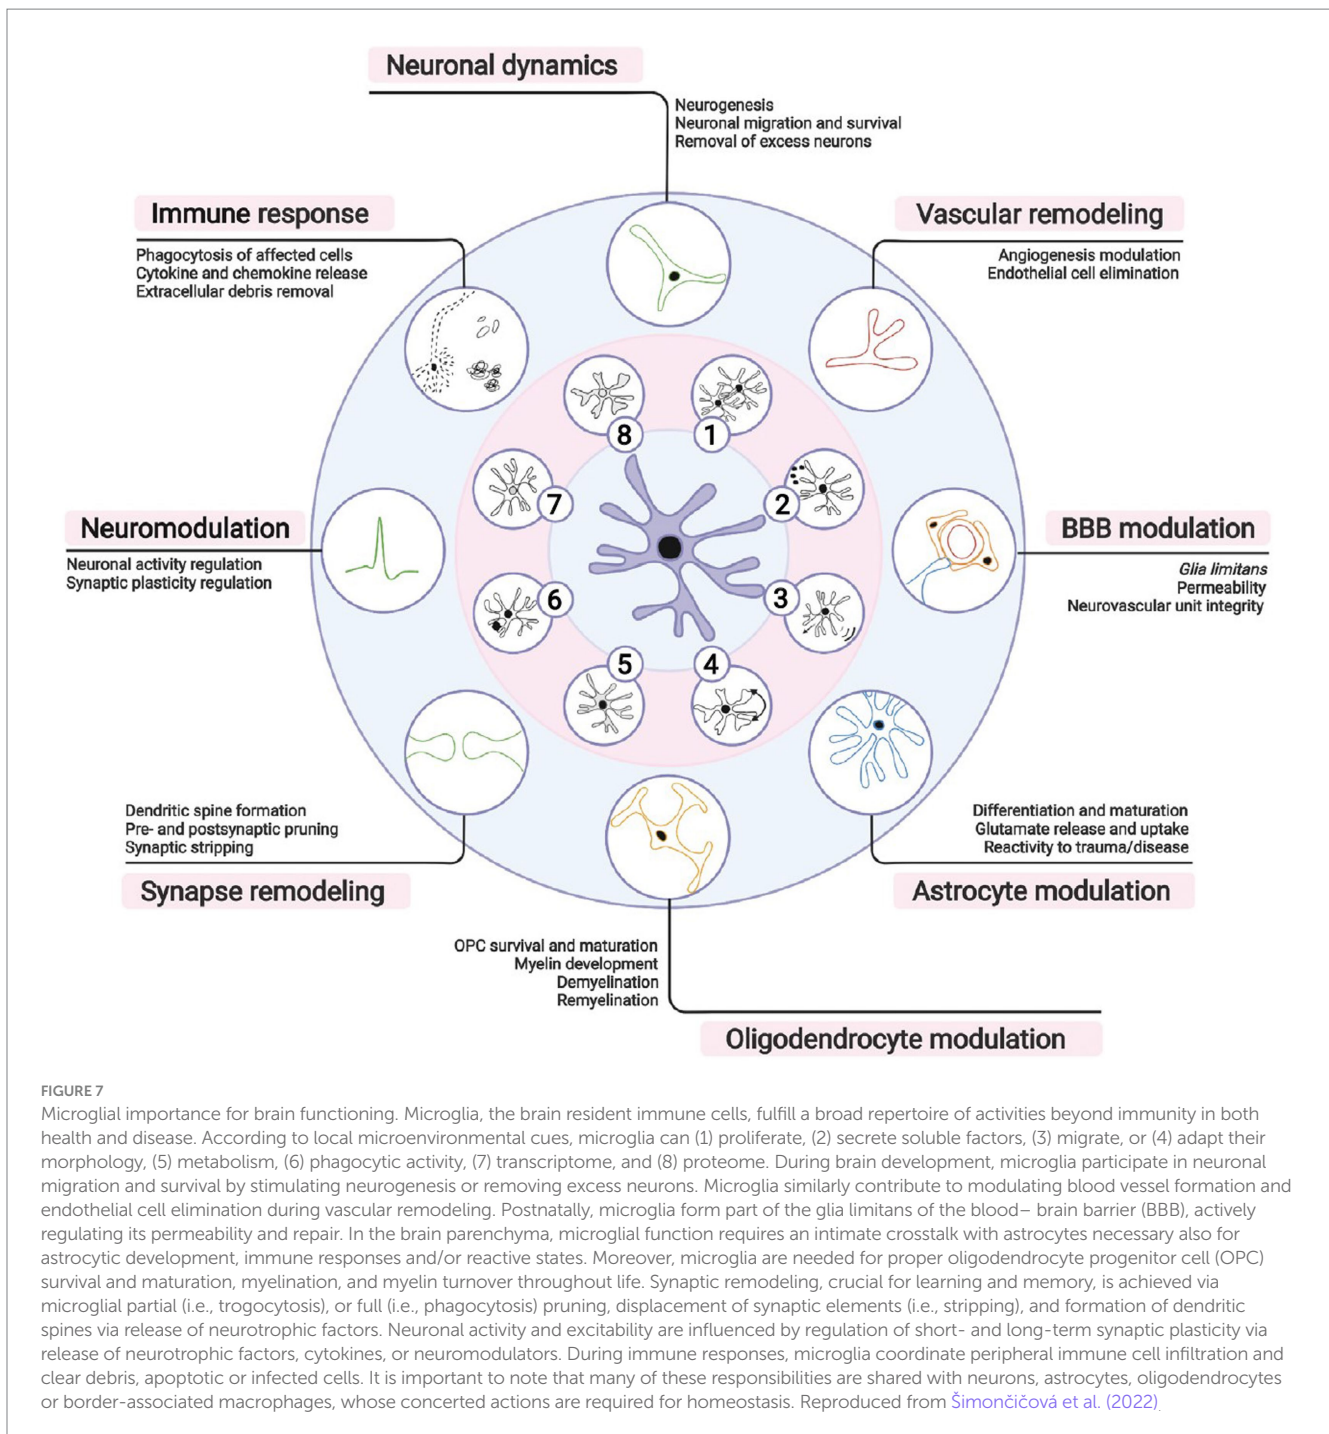 Neuronal dynamics
Neurogenesis
Neuronal migration and survival
Removal of excess neurons
Immune response
Phagocytosis of affected cells
Cytokine and chemokine release
Extracellular debris removal
Vascular remodeling
Angiogenesis modulation
Endothelial cell elimination
8
1
7
2
6
3
5
4
Neuromodulation
Neuronal activity regulation
Synaptic plasticity regulation
BBB modulation
Glia limitans
Permeability
Neurovascular unit integrity
Dendritic spine formation
Pre- and postsynaptic pruning
Synaptic stripping
Synapse remodeling
Differentiation and maturation
Glutamate release and uptake
Reactivity to trauma/disease
Astrocyte modulation
OPC survival and maturation
Myelin development
Demyelination
Remyelination
Oligodendrocyte modulation
FIGURE 7
Microglial importance for brain functioning. Microglia, the brain resident immune cells, fulfill a broad repertoire of activities beyond immunity in both
health and disease. According to local microenvironmental cues, microglia can (1) proliferate, (2) secrete soluble factors, (3) migrate, or (4) adapt their
morphology, (5) metabolism, (6) phagocytic activity, (7) transcriptome, and (8) proteome. During brain development, microglia participate in neuronal
migration and survival by stimulating neurogenesis or removing excess neurons. Microglia similarly contribute to modulating blood vessel formation and
endothelial cell elimination during vascular remodeling. Postnatally, microglia form part of the glia limitans of the blood– brain barrier (BBB), actively
regulating its permeability and repair. In the brain parenchyma, microglial function requires an intimate crosstalk with astrocytes necessary also for
astrocytic development, immune responses and/or reactive states. Moreover, microglia are needed for proper oligodendrocyte progenitor cell (OPC)
survival and maturation, myelination, and myelin turnover throughout life. Synaptic remodeling, crucial for learning and memory, is achieved via
microglial partial (i.e., trogocytosis), or full (i.e., phagocytosis) pruning, displacement of synaptic elements (i.e., stripping), and formation of dendritic
spines via release of neurotrophic factors. Neuronal activity and excitability are influenced by regulation of short- and long-term synaptic plasticity via
release of neurotrophic factors, cytokines, or neuromodulators. During immune responses, microglia coordinate peripheral immune cell infiltration and
clear debris, apoptotic or infected cells. It is important to note that many of these responsibilities are shared with neurons, astrocytes, oligodendrocytes
or border-associated macrophages, whose concerted actions are required for homeostasis. Reproduced from Šimončičová et al. (2022).